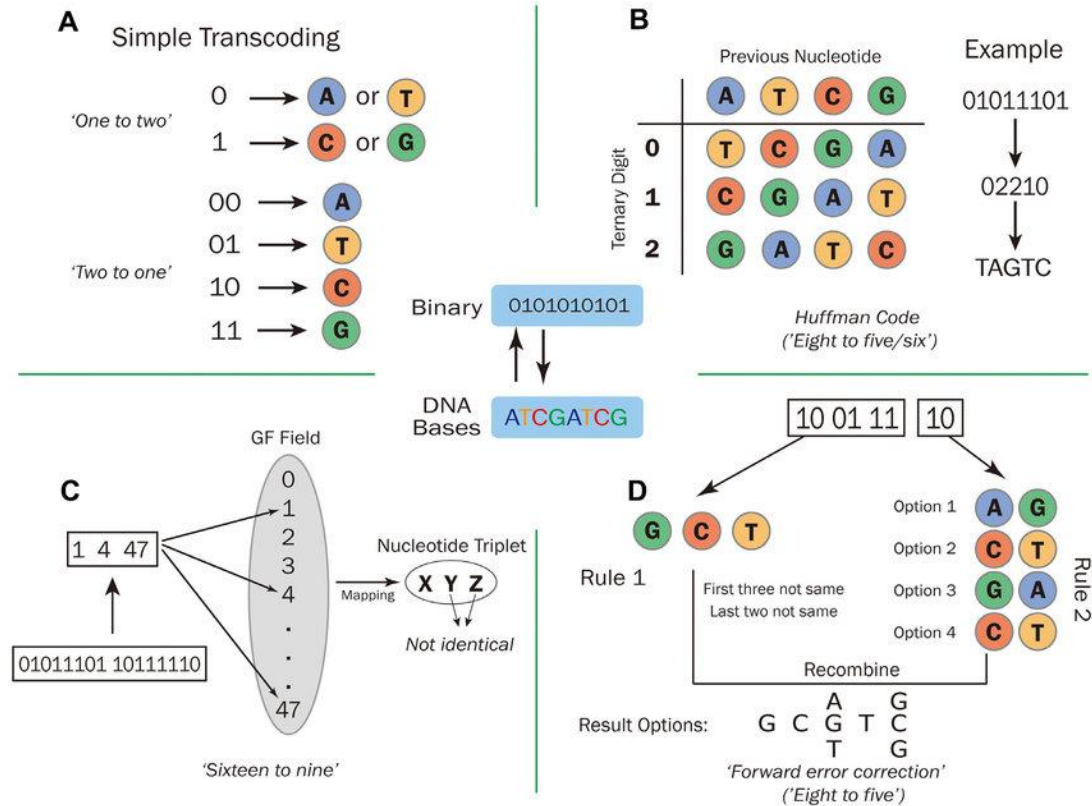 A
Simple Transcoding
'One to two'
0 A or T
1 C or G
'Two to one'
00 A
01 T
10 C
11 G
B
Previous Nucleotide
A T C G
Ternary Digit
0 T C G A
1 C G A T
2 G A T C
Example
01011101
02210
TAGTC
Huffman Code
('Eight to five/six')
Binary
0101010101
DNA
Bases
ATCGATCG
C
GF Field
0
1
2
3
4
.
.
.
47
1 4 47
01011101 10111110
Mapping
Nucleotide Triplet
X Y Z
Not identical
'Sixteen to nine'
D
10 01 11
10
G C T
Rule 1
First three not same
Last two not same
Option 1 A G
Option 2 C T
Option 3 G A
Option 4 C T
Rule 2
Recombine
A G
Result Options: G C G T C
T G
'Forward error correction'
('Eight to five')